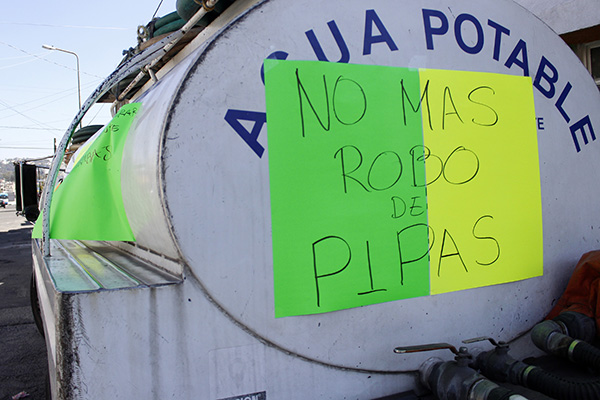 AGUA POTABLE
NO MAS
ROBO
DE
PIPAS